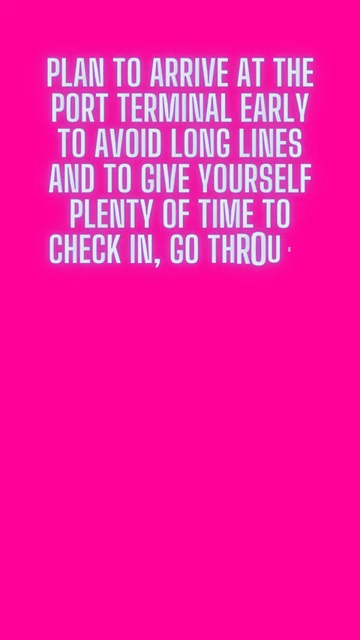 PLAN TO ARRIVE AT THE
PORT TERMINAL EARLY
TO AVOID LONG LINES
AND TO GIVE YOURSELF
PLENTY OF TIME TO
CHECK IN, GO THROU